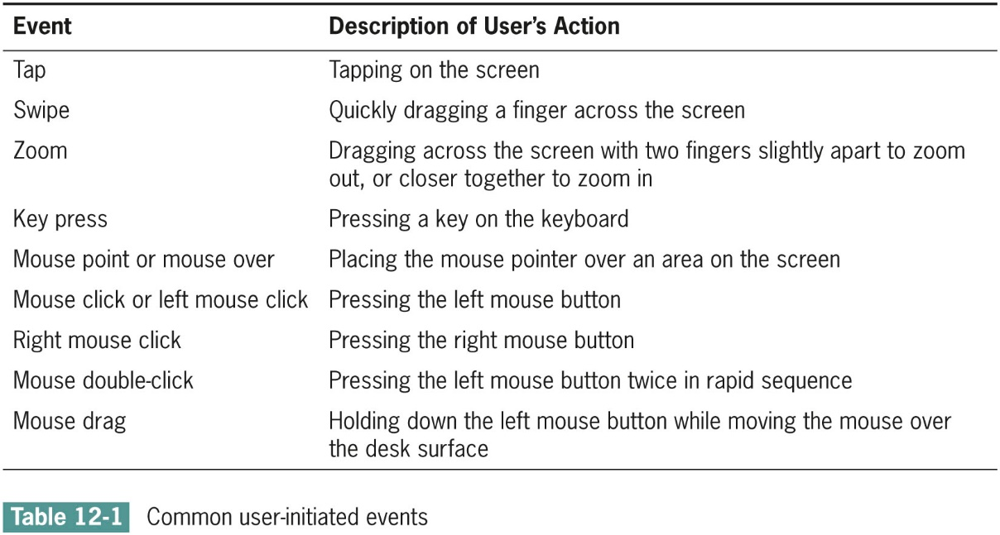 Event Description of User's Action
Tap Tapping on the screen
Swipe Quickly dragging a finger across the screen
Zoom Dragging across the screen with two fingers slightly apart to zoom
out, or closer together to zoom in
Key press Pressing a key on the keyboard
Mouse point or mouse over Placing the mouse pointer over an area on the screen
Mouse click or left mouse click Pressing the left mouse button
Right mouse click Pressing the right mouse button
Mouse double-click Pressing the left mouse button twice in rapid sequence
Mouse drag Holding down the left mouse button while moving the mouse over
the desk surface
Table 12-1 Common user-initiated events